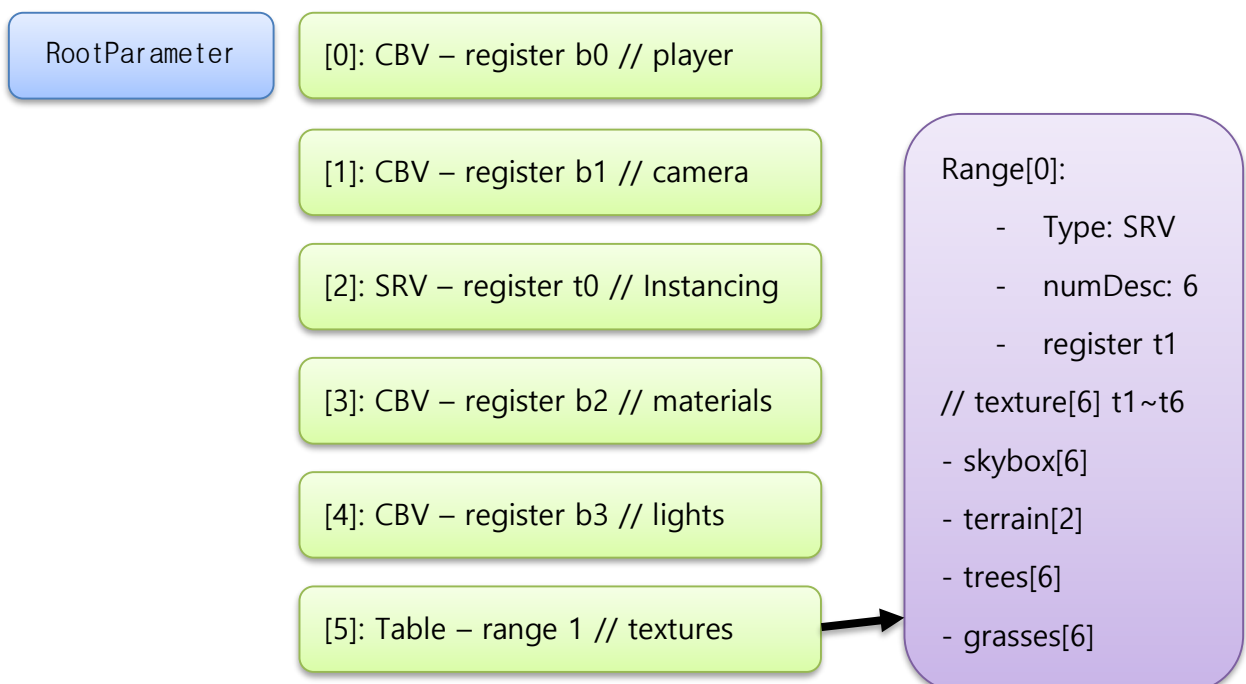 RootParameter
[0]: CBV – register b0 // player
[1]: CBV – register b1 // camera
[2]: SRV – register t0 // Instancing
[3]: CBV – register b2 // materials
[4]: CBV – register b3 // lights
[5]: Table – range 1 // textures
Range[0]:
- Type: SRV
- numDesc: 6
- register t1
// texture[6] t1~t6
- skybox[6]
- terrain[2]
- trees[6]
- grasses[6]